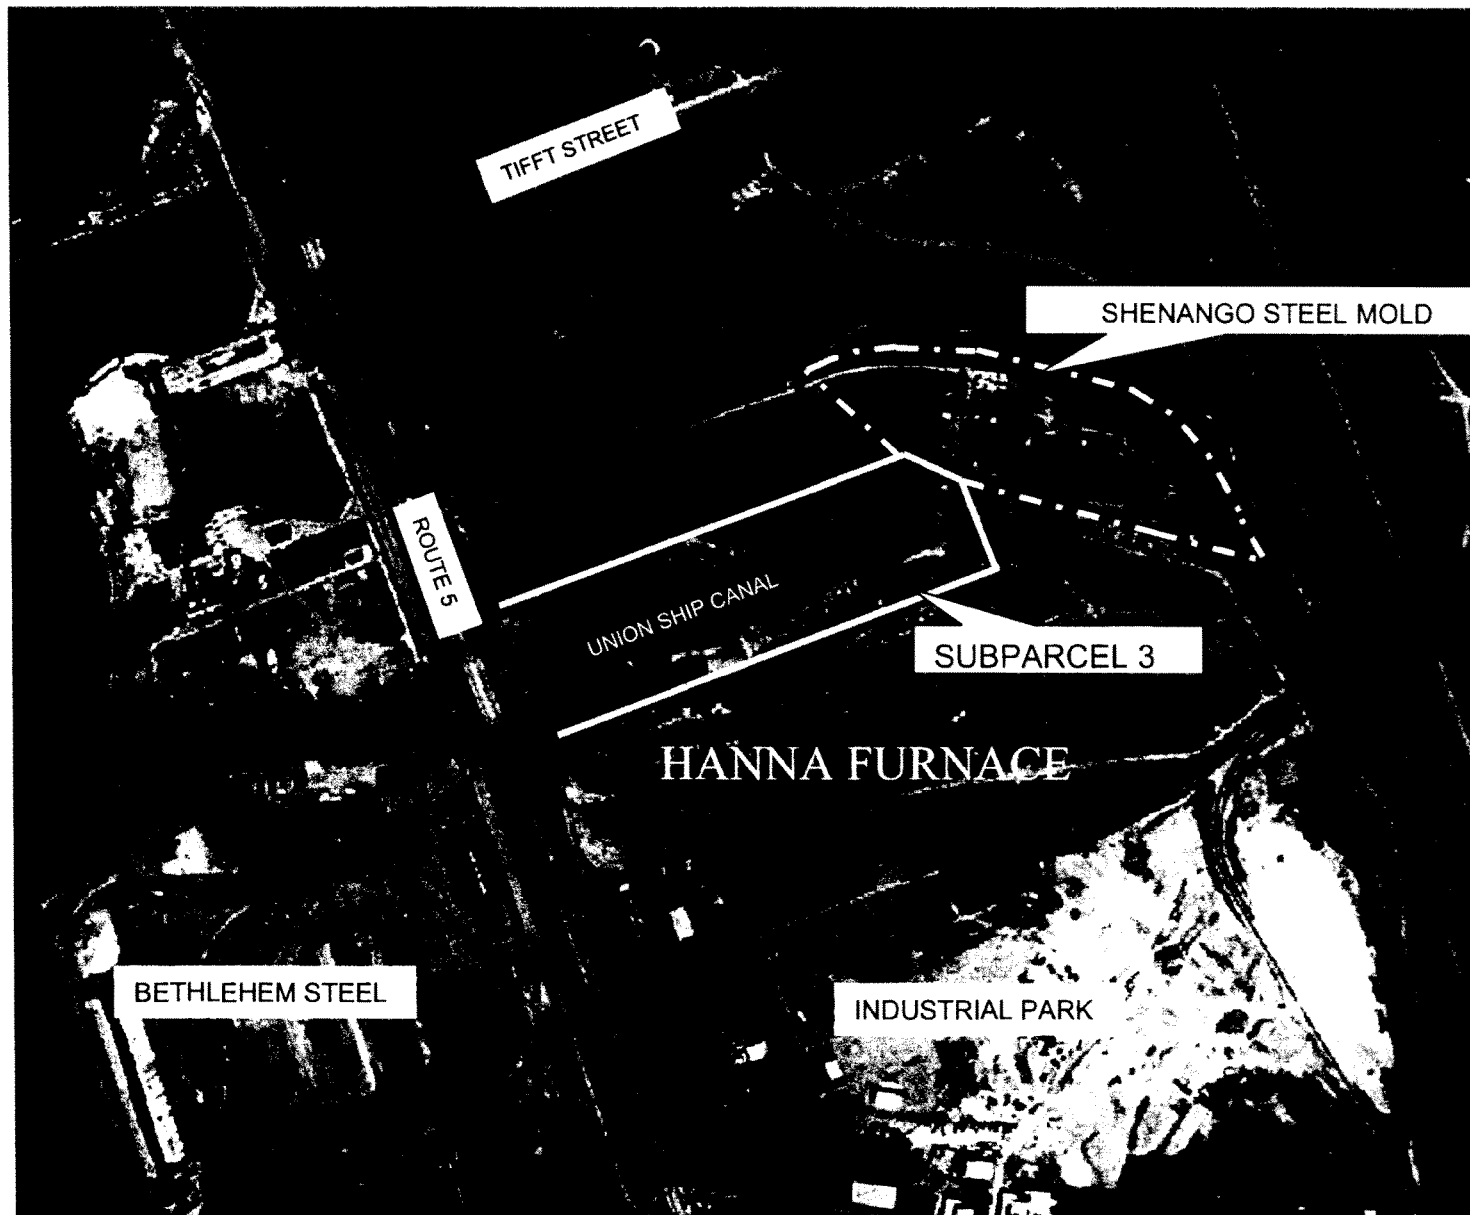 TIFFT STREET
SHENANGO STEEL MOLD
ROUTE 5
UNION SHIP CANAL
SUBPARCEL 3
HANNA FURNACE
BETHLEHEM STEEL
INDUSTRIAL PARK